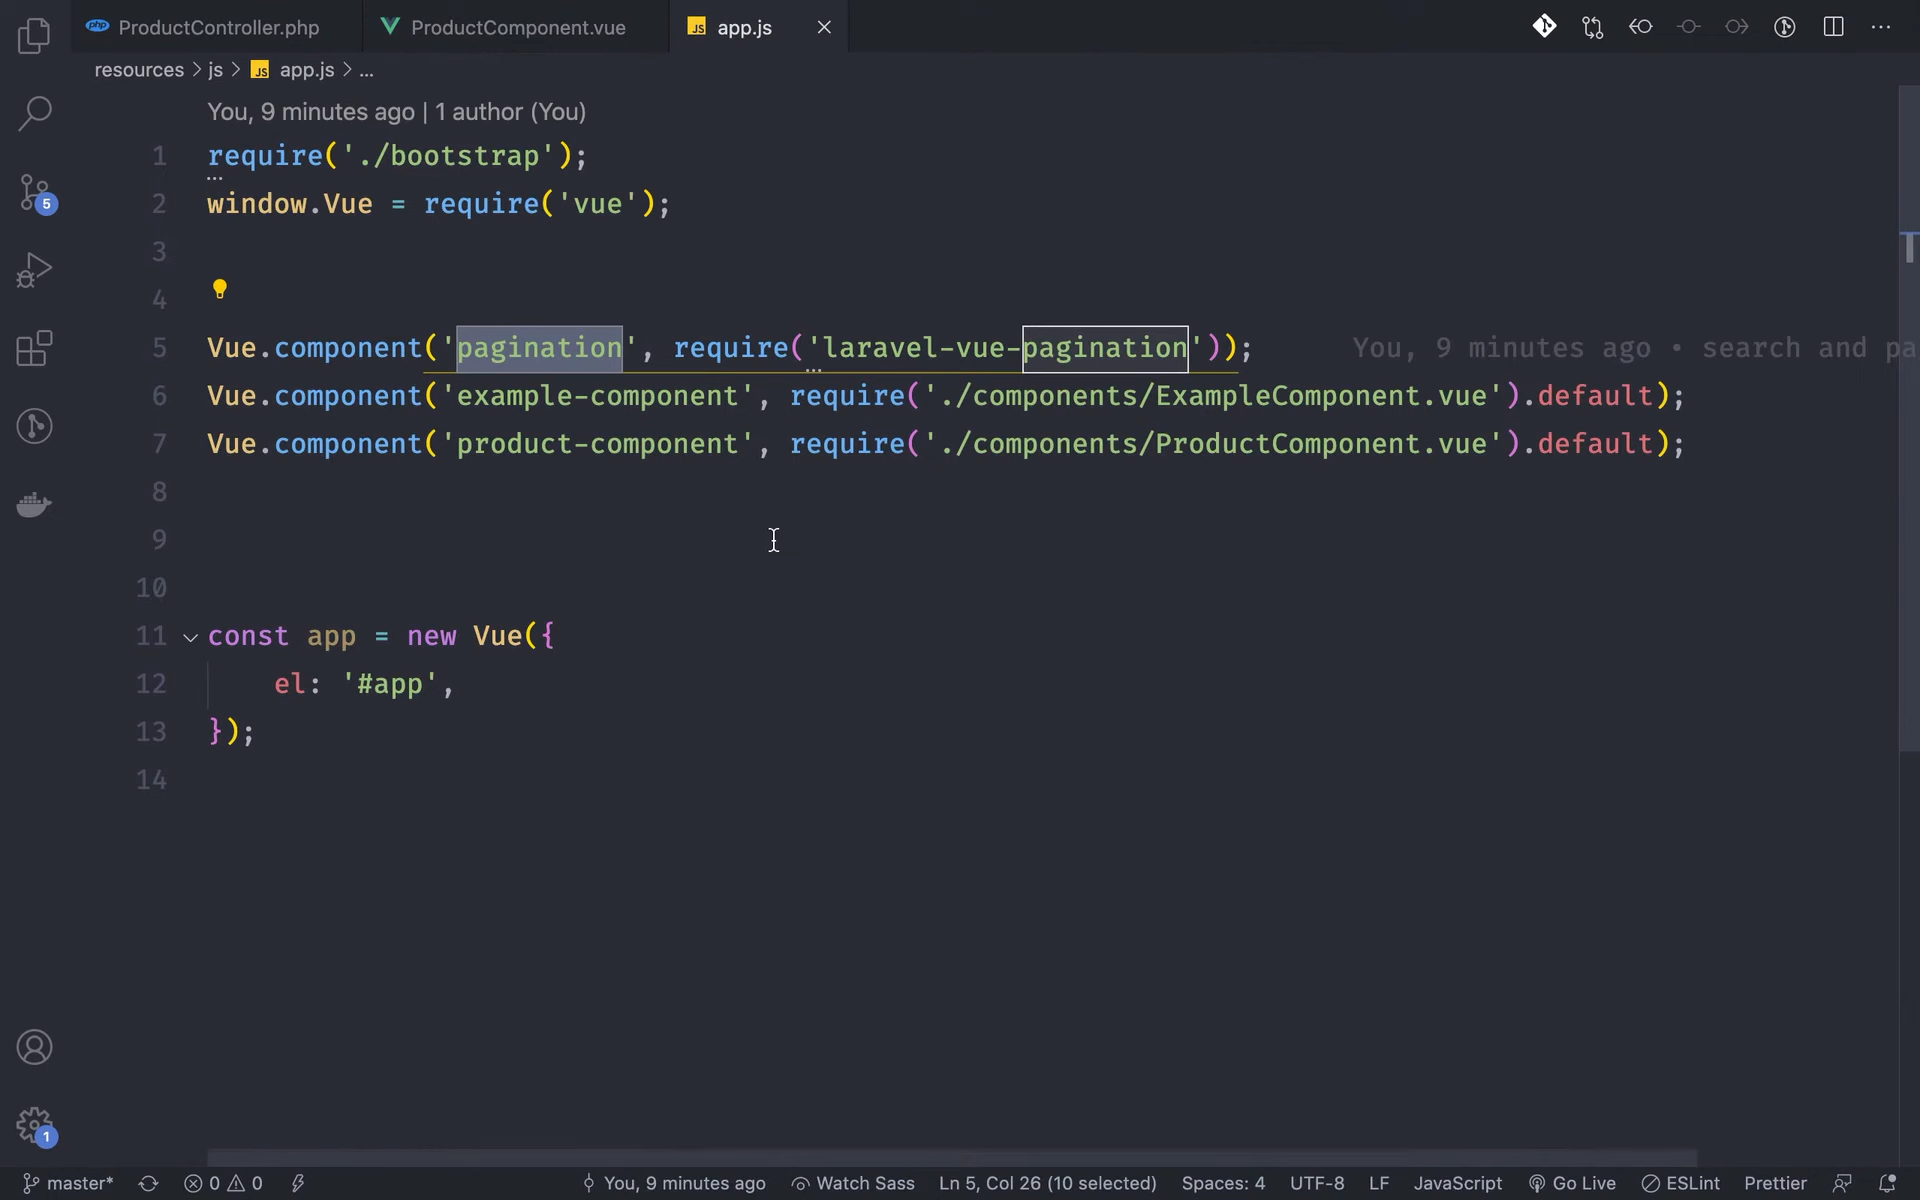 php ProductController.php
ProductComponent.vue
JS app.js
resources > js > JS app.js > ...
You, 9 minutes ago | 1 author (You)
1 require('./bootstrap');
2 window.Vue = require('vue');
3
4
5 Vue.component('pagination', require('laravel-vue-pagination')); You, 9 minutes ago • search and pa
6 Vue.component('example-component', require('./components/ExampleComponent.vue').default);
7 Vue.component('product-component', require('./components/ProductComponent.vue').default);
8
9
10
11 const app = new Vue({
12 el: '#app',
13 });
14
5
1
master* 0 0 You, 9 minutes ago Watch Sass Ln 5, Col 26 (10 selected) Spaces: 4 UTF-8 LF JavaScript Go Live ESLint Prettier